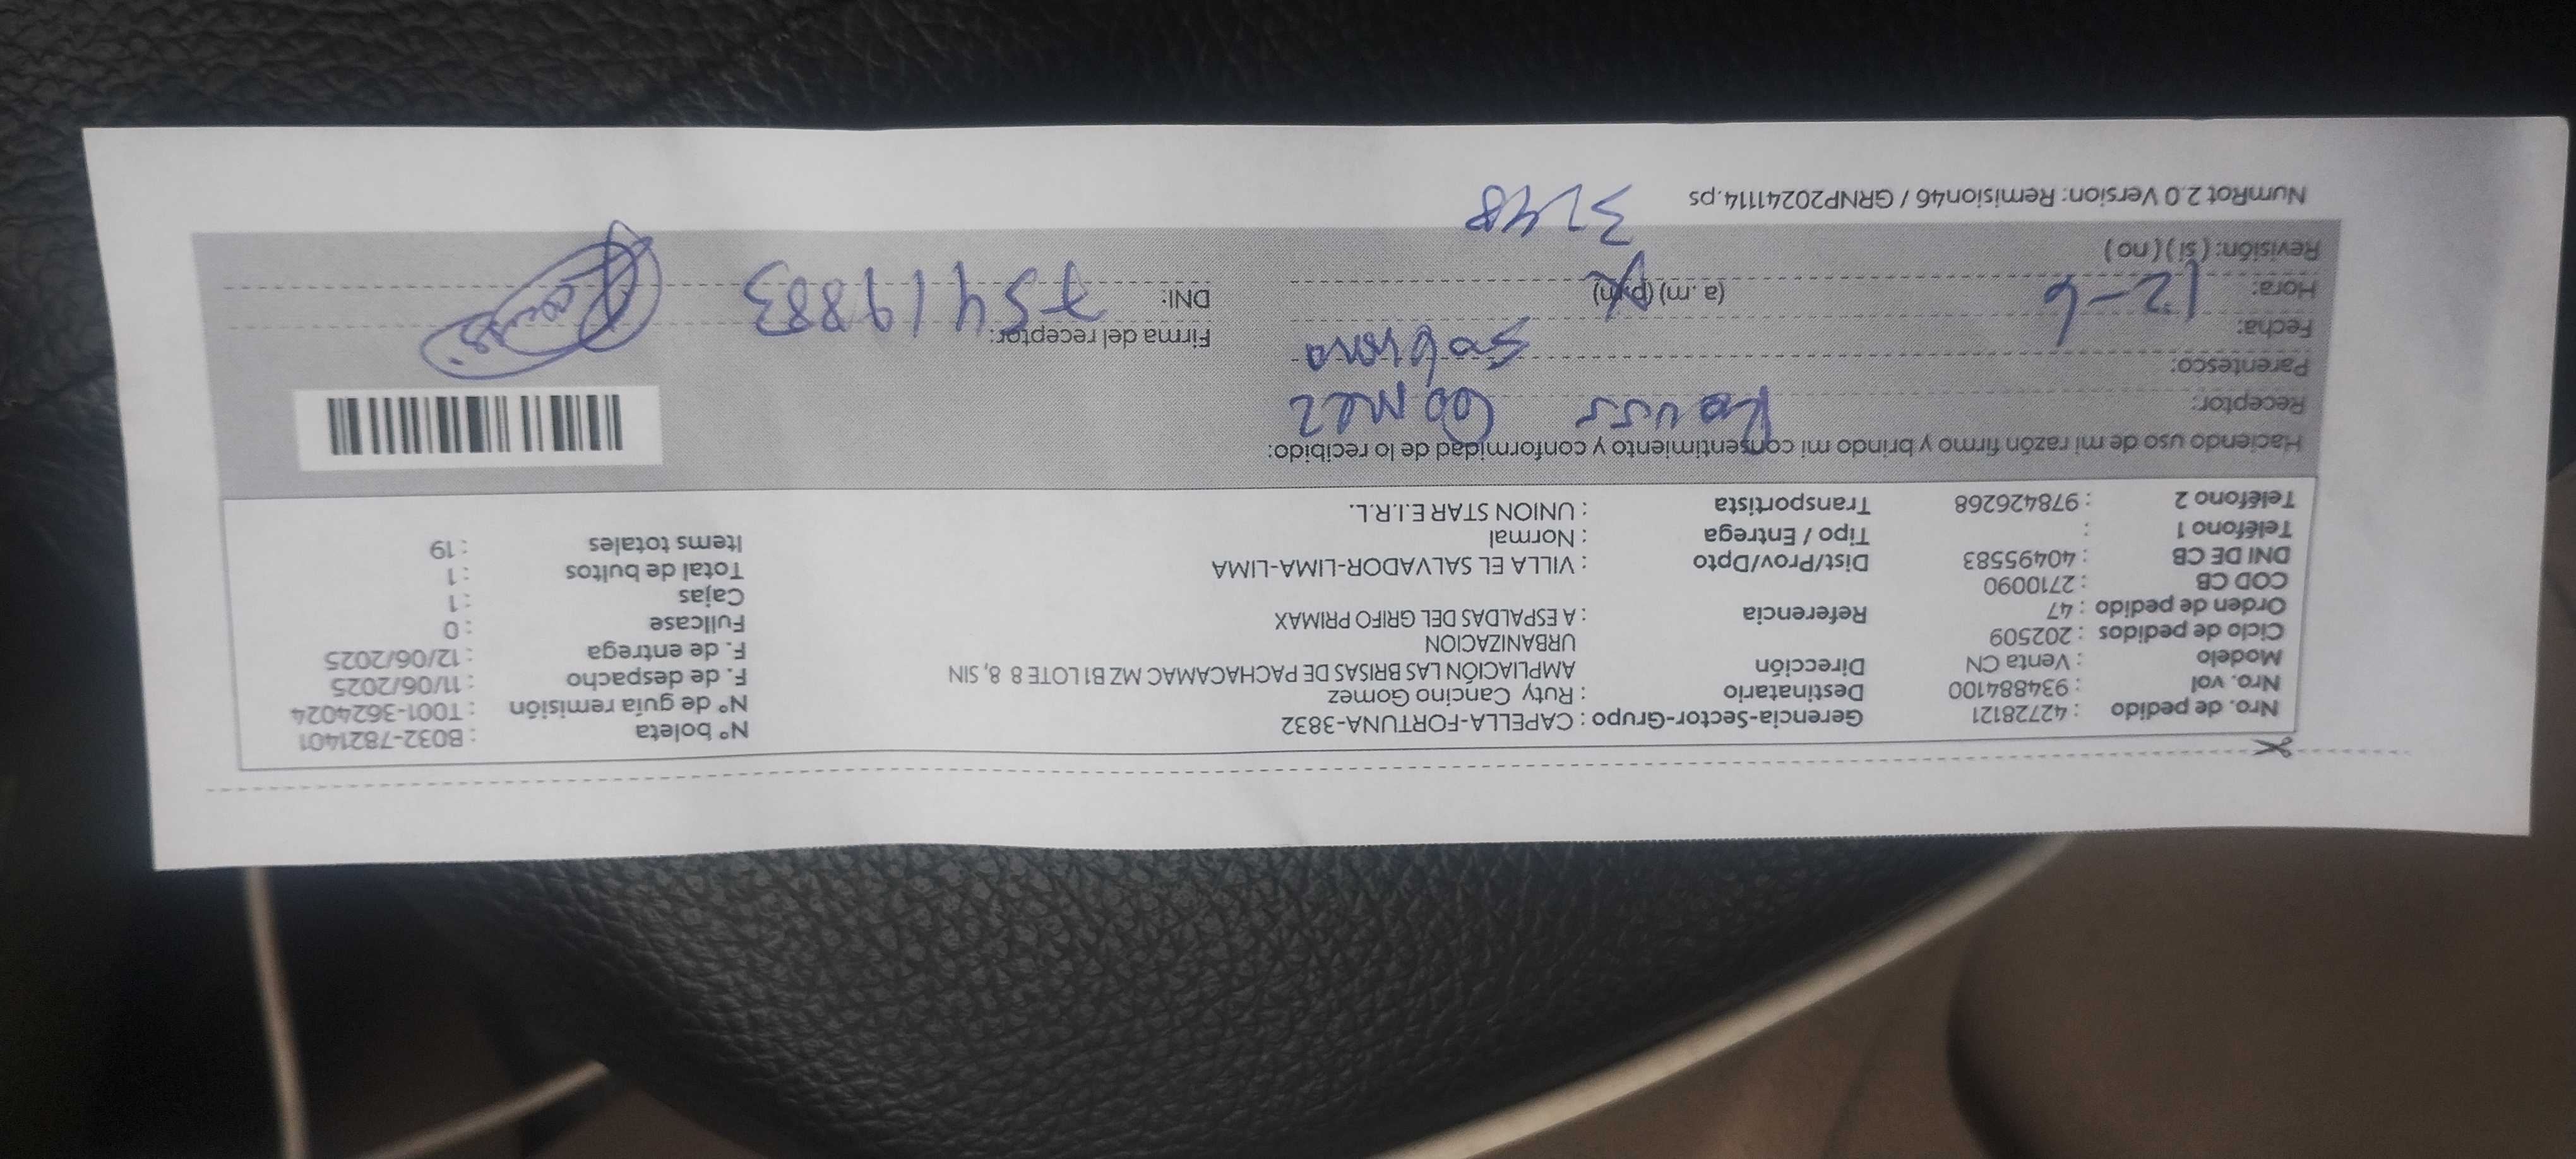 Nro. de pedido : 42728121 Gerencia-Sector-Grupo : CAPELLA-FORTUNA-3832 N° boleta : B032-7821401
Nro. vol : 934884100 Destinatario : Ruty Cancino Gomez N° de guía remisión : T001-3624024
Modelo : Venta CN Dirección AMPLIACIÓN LAS BRISAS DE PACHACAMAC MZ B1 LOTE 8 8, SIN F. de despacho : 11/06/2025
Ciclo de pedidos : 202509 URBANIZACION F. de entrega : 12/06/2025
Orden de pedido : 47 Referencia : A ESPALDAS DEL GRIFO PRIMAX Fullcase : 0
COD CB : 2710090 Cajas : 1
DNI DE CB : 40495583 Dist/Prov/Dpto : VILLA EL SALVADOR-LIMA-LIMA Total de bultos : 1
Teléfono 1 : Tipo / Entrega : Normal Items totales : 19
Teléfono 2 : 978426268 Transportista : UNION STAR E.I.R.L.
Haciendo uso de mi razón firmo y brindo mi consentimiento y conformidad de lo recibido:
Receptor: Gomez
Parentesco: Sobrona
Fecha: 12-6 Firma del receptor:
Hora: (a.m) (p.m) DNI: 75419883
Revisión: (si) (no)
3248
NumRot 2.0 Version: Remision46 / GRNP20241114.ps